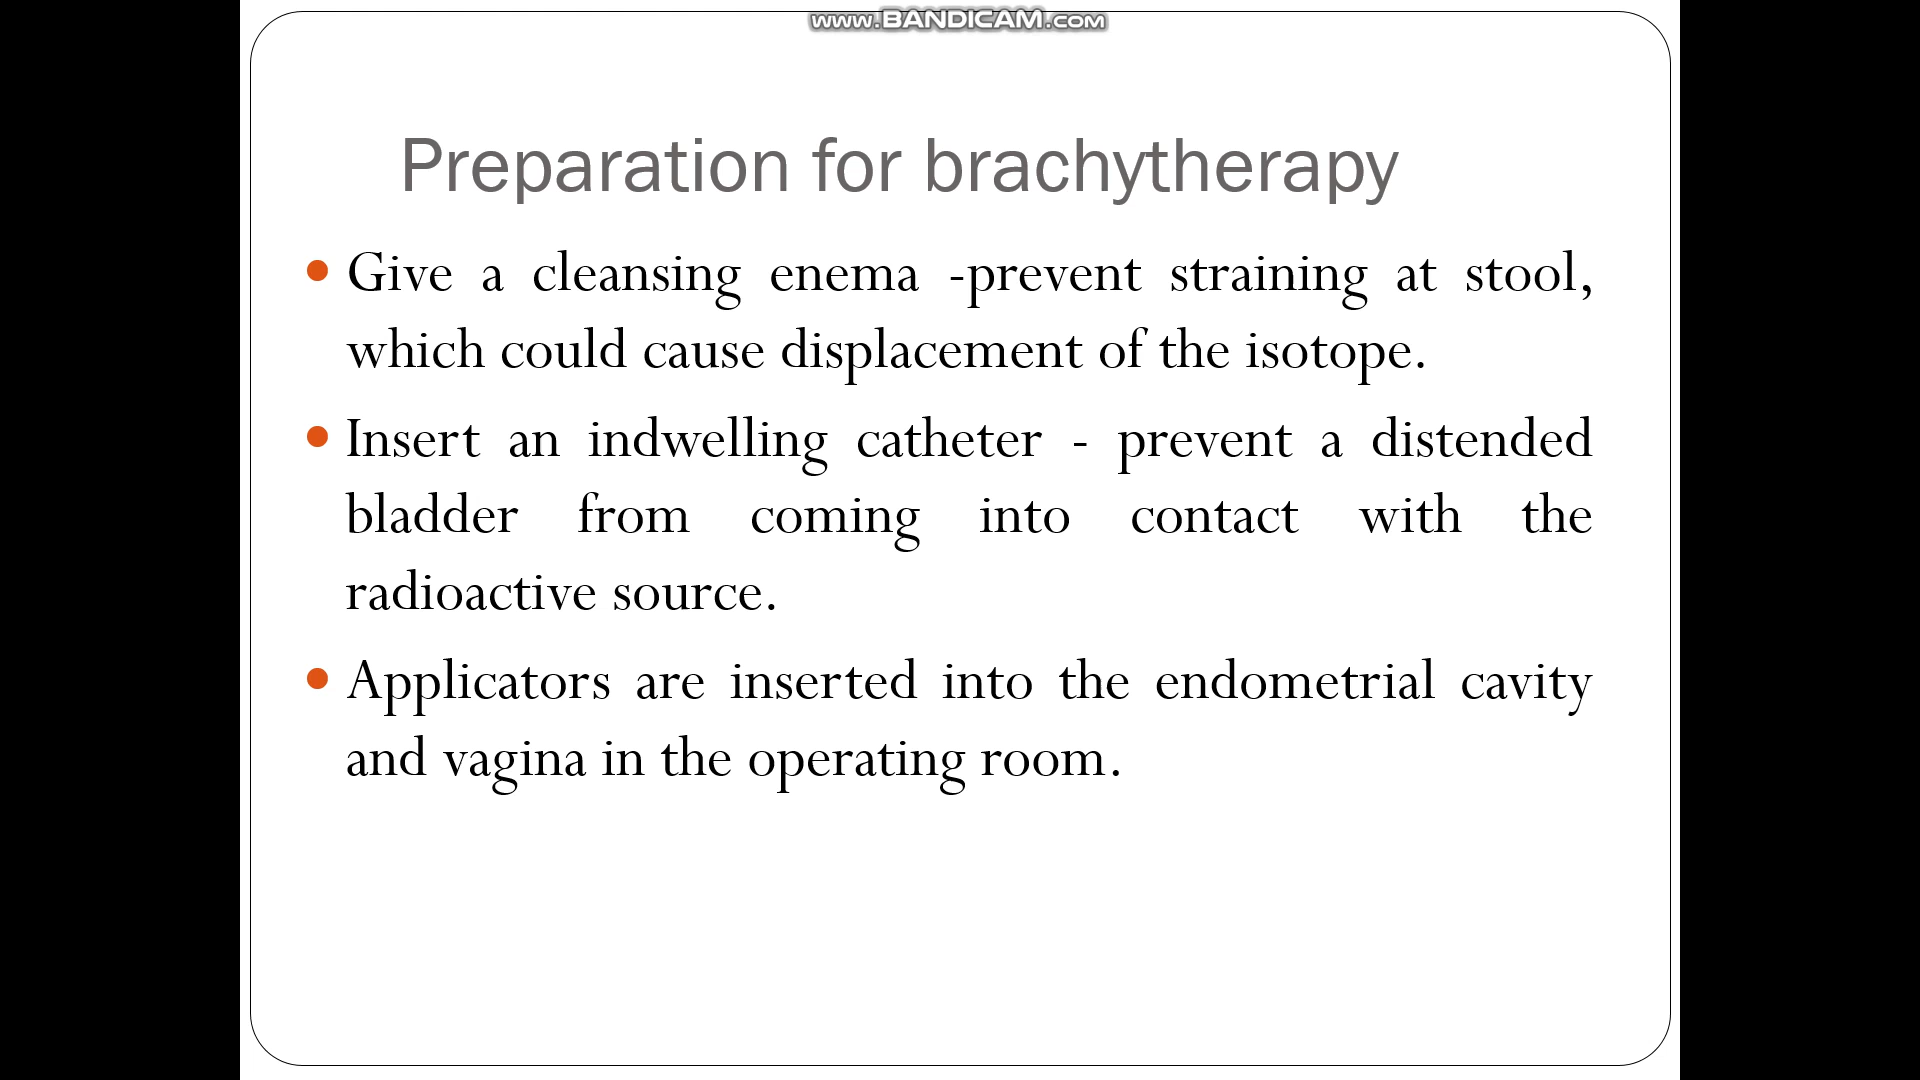 www.BANDICAM.com
Preparation for brachytherapy
Give a cleansing enema -prevent straining at stool,
which could cause displacement of the isotope.
Insert an indwelling catheter - prevent a distended
bladder from coming into contact with the
radioactive source.
Applicators are inserted into the endometrial cavity
and vagina in the operating room.